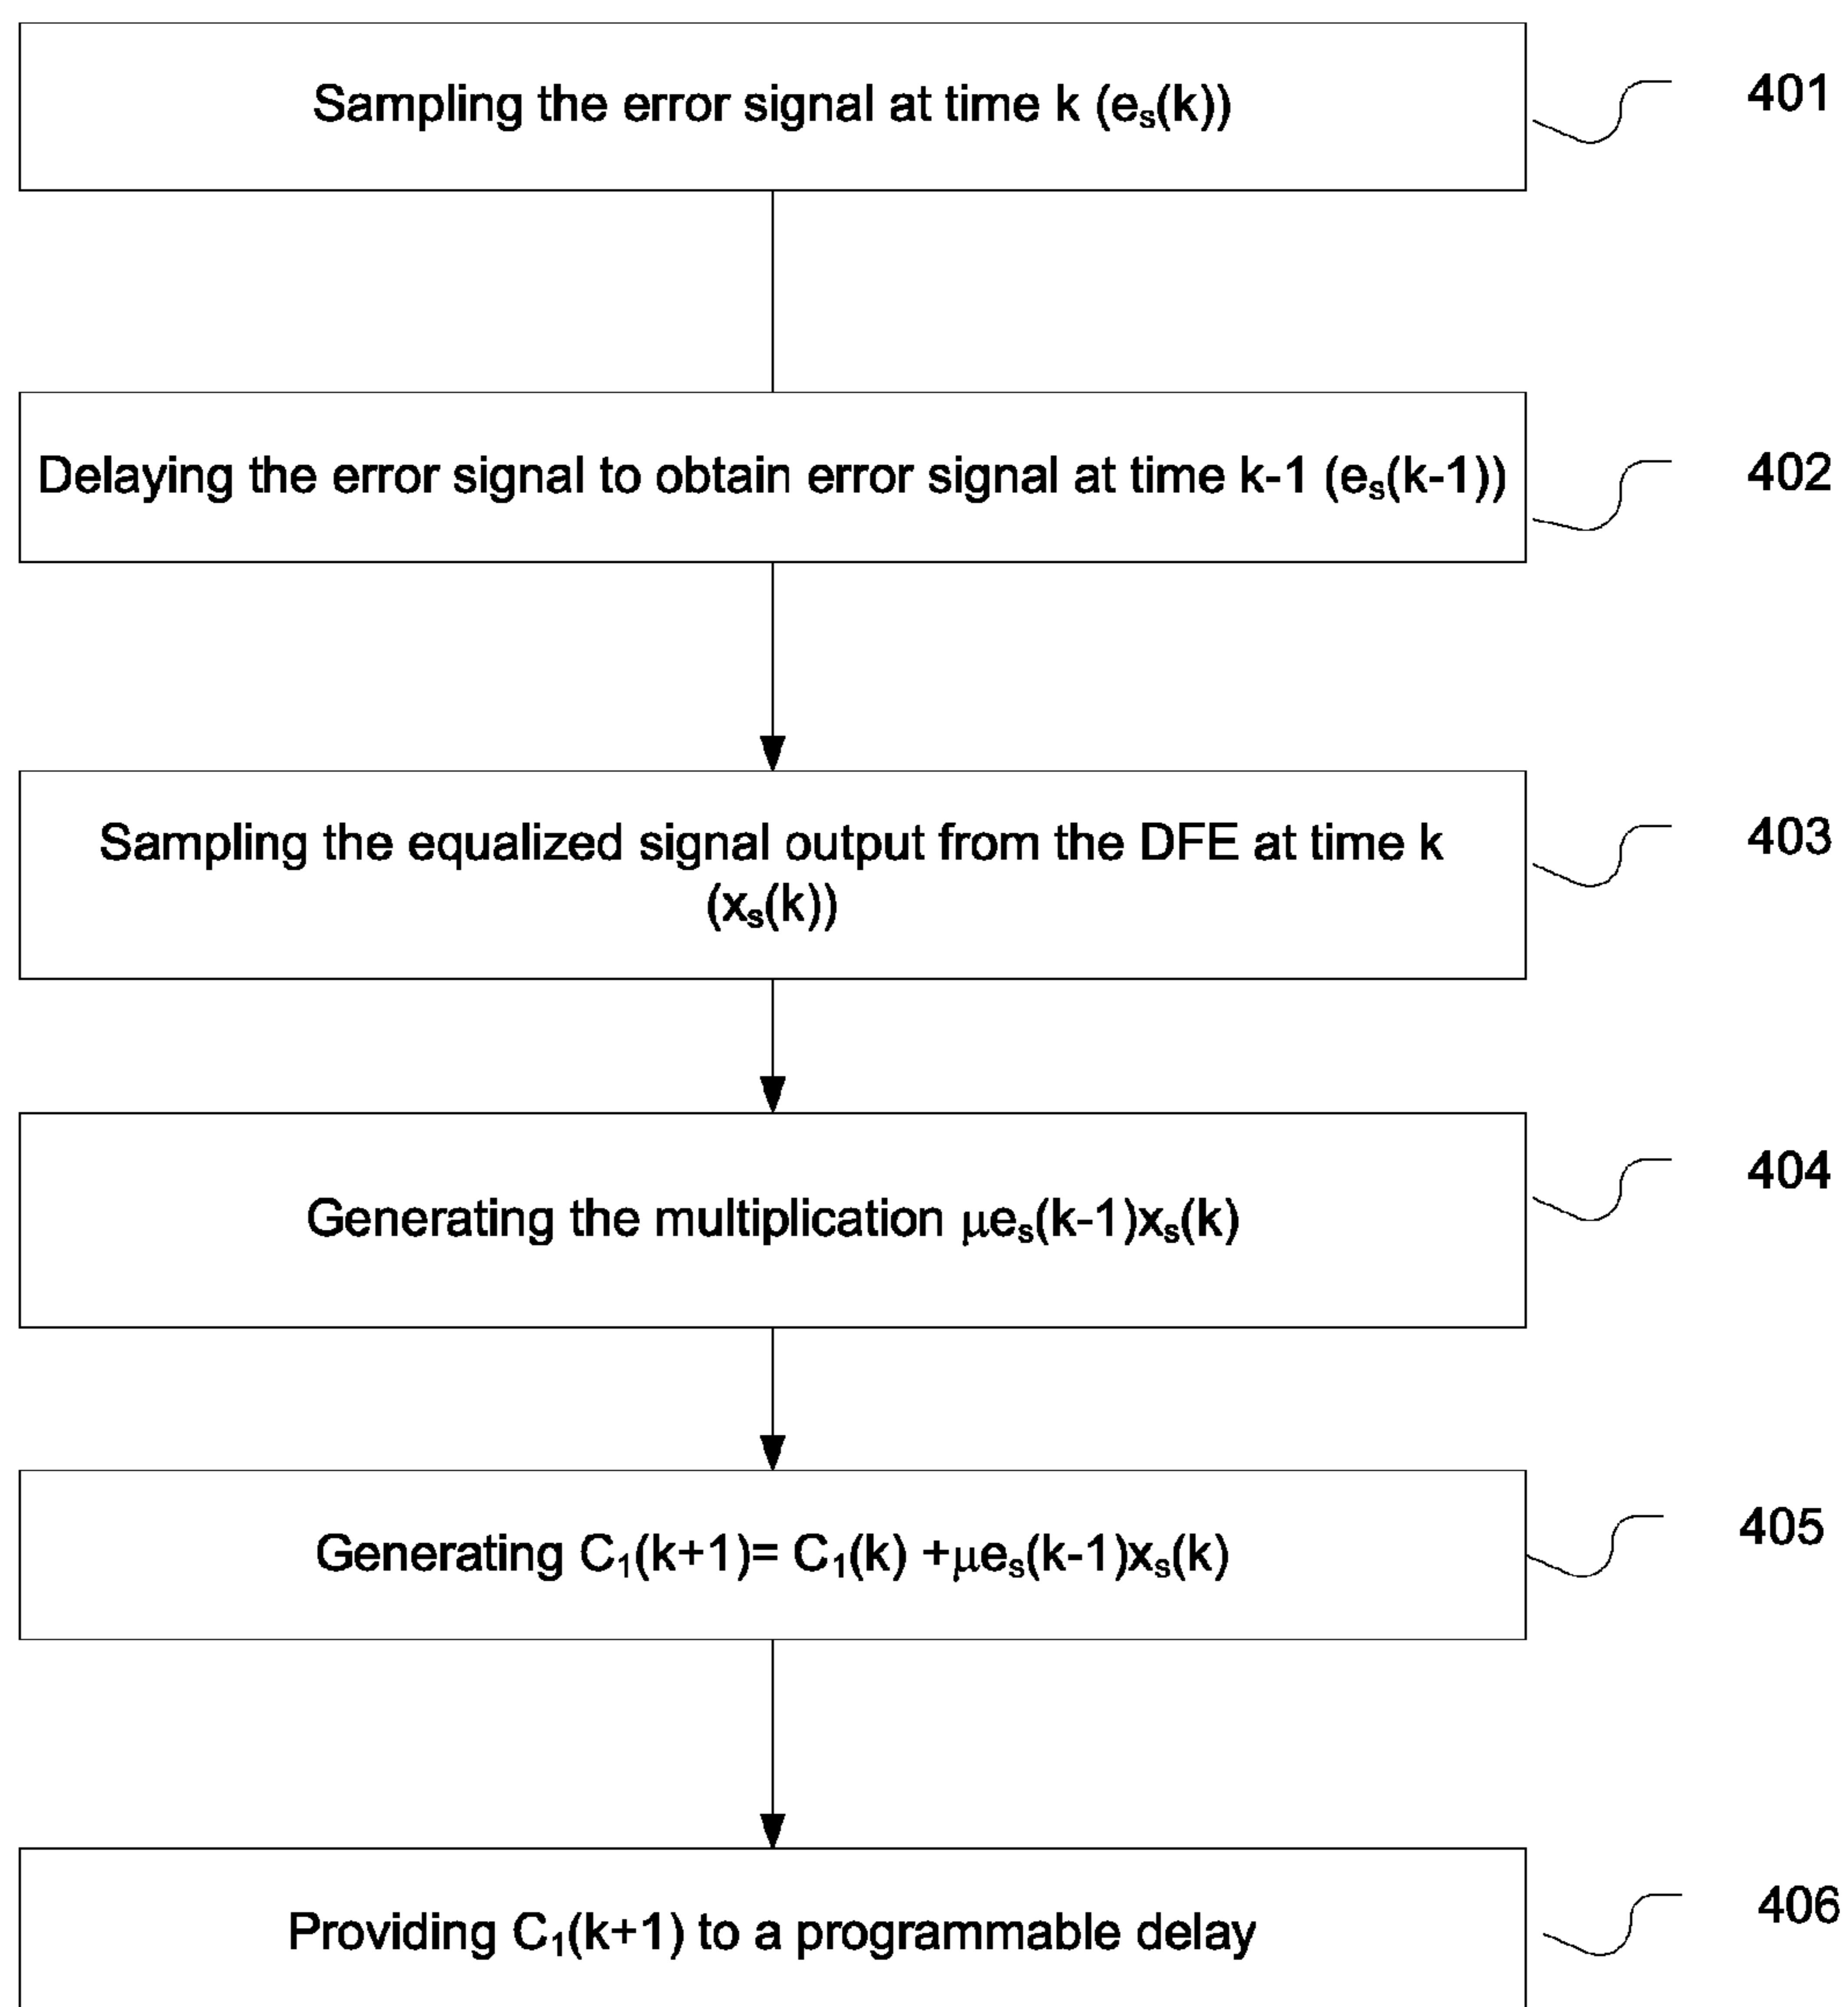 Sampling the error signal at time k (eₛ(k))
401
Delaying the error signal to obtain error signal at time k-1 (eₛ(k-1))
402
Sampling the equalized signal output from the DFE at time k
(xₛ(k))
403
Generating the multiplication μeₛ(k-1)xₛ(k)
404
Generating C₁(k+1)= C₁(k) +μeₛ(k-1)xₛ(k)
405
Providing C₁(k+1) to a programmable delay
406